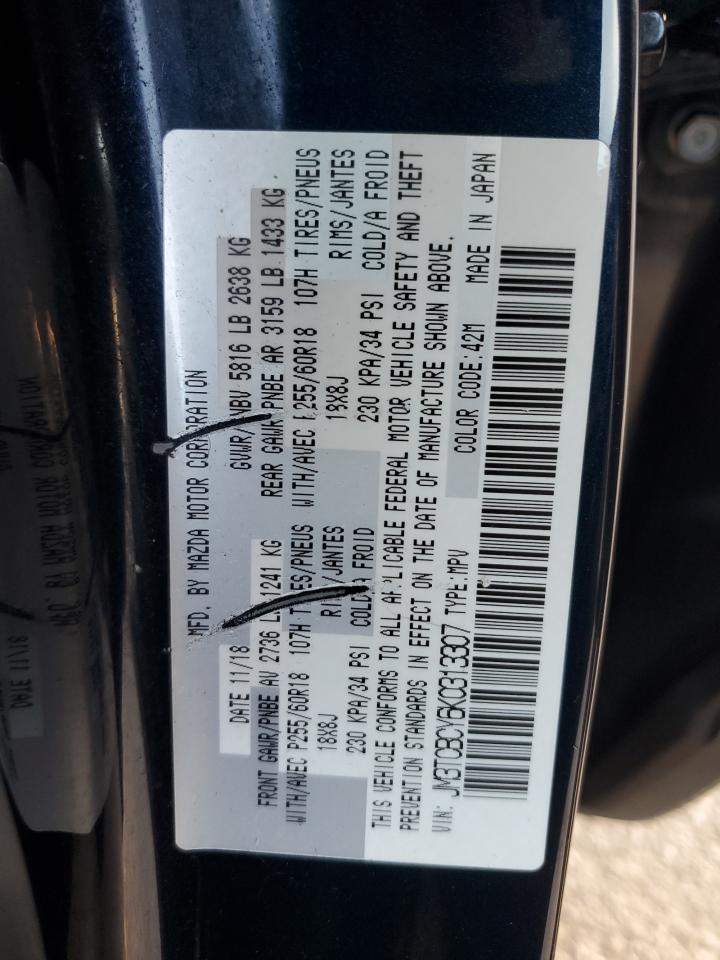 MFD. BY MAZDA MOTOR CORPORATION
DATE 11/18 GVWR/PNBV 5816 LB 2638 KG
FRONT GAWR/PNBE AV 2736 LB 1241 KG REAR GAWR/PNBE AR 3159 LB 1433 KG
WITH/AVEC P255/60R18 107H TIRES/PNEUS WITH/AVEC P255/60R18 107H TIRES/PNEUS
18X8J RIMS/JANTES 18X8J RIMS/JANTES
230 KPA/34 PSI COLD/A FROID 230 KPA/34 PSI COLD/A FROID
THIS VEHICLE CONFORMS TO ALL APPLICABLE FEDERAL MOTOR VEHICLE SAFETY AND THEFT
PREVENTION STANDARDS IN EFFECT ON THE DATE OF MANUFACTURE SHOWN ABOVE.
VIN: JM3TCBCY6K0313307 TYPE:MPV COLOR CODE:42M MADE IN JAPAN
DATE 11/18